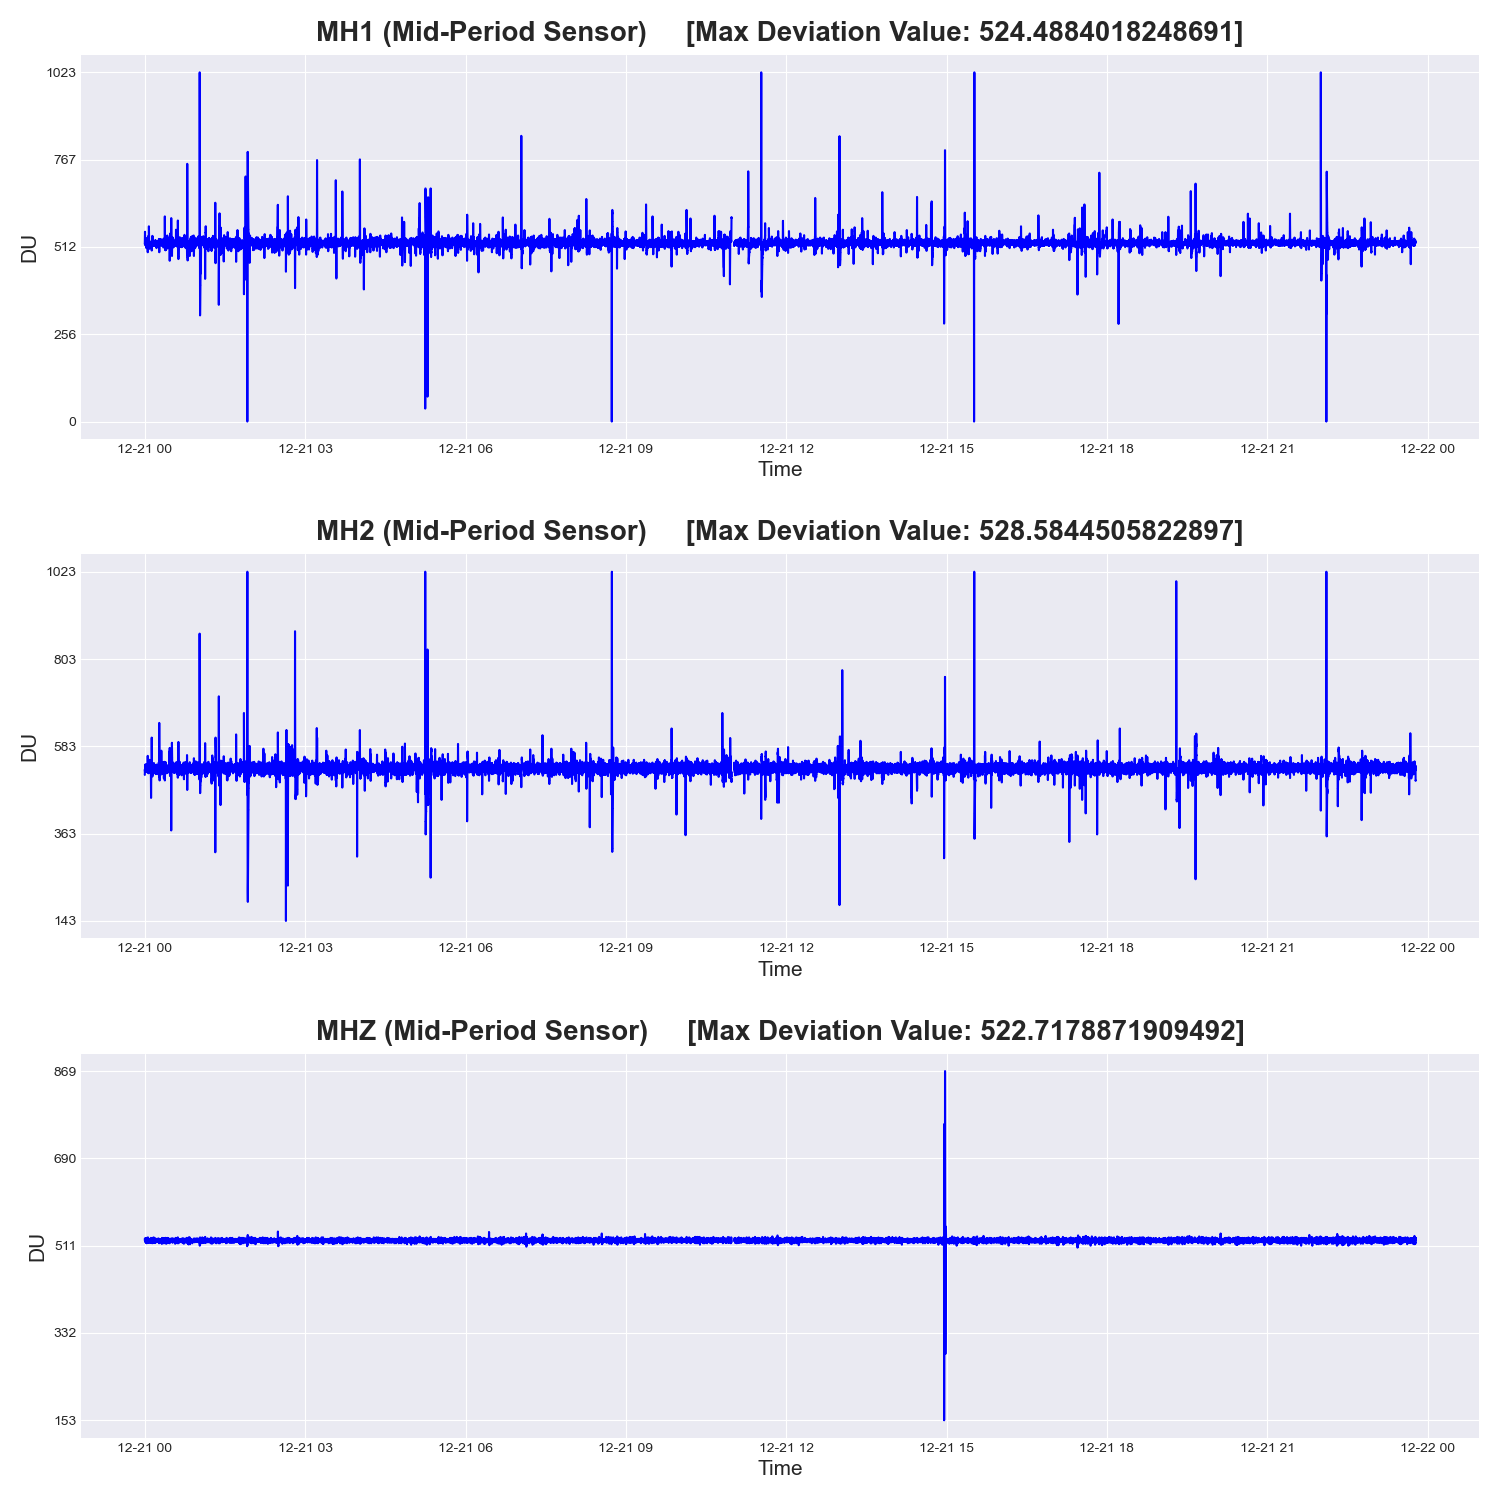 MH1 (Mid-Period Sensor) [Max Deviation Value: 524.4884018248691]
1023
767
512
256
0
DU
12-21 00 12-21 03 12-21 06 12-21 09 12-21 12 12-21 15 12-21 18 12-21 21 12-22 00
Time
MH2 (Mid-Period Sensor) [Max Deviation Value: 528.5844505822897]
1023
803
583
363
143
DU
12-21 00 12-21 03 12-21 06 12-21 09 12-21 12 12-21 15 12-21 18 12-21 21 12-22 00
Time
MHZ (Mid-Period Sensor) [Max Deviation Value: 522.7178871909492]
869
690
511
332
153
DU
12-21 00 12-21 03 12-21 06 12-21 09 12-21 12 12-21 15 12-21 18 12-21 21 12-22 00
Time